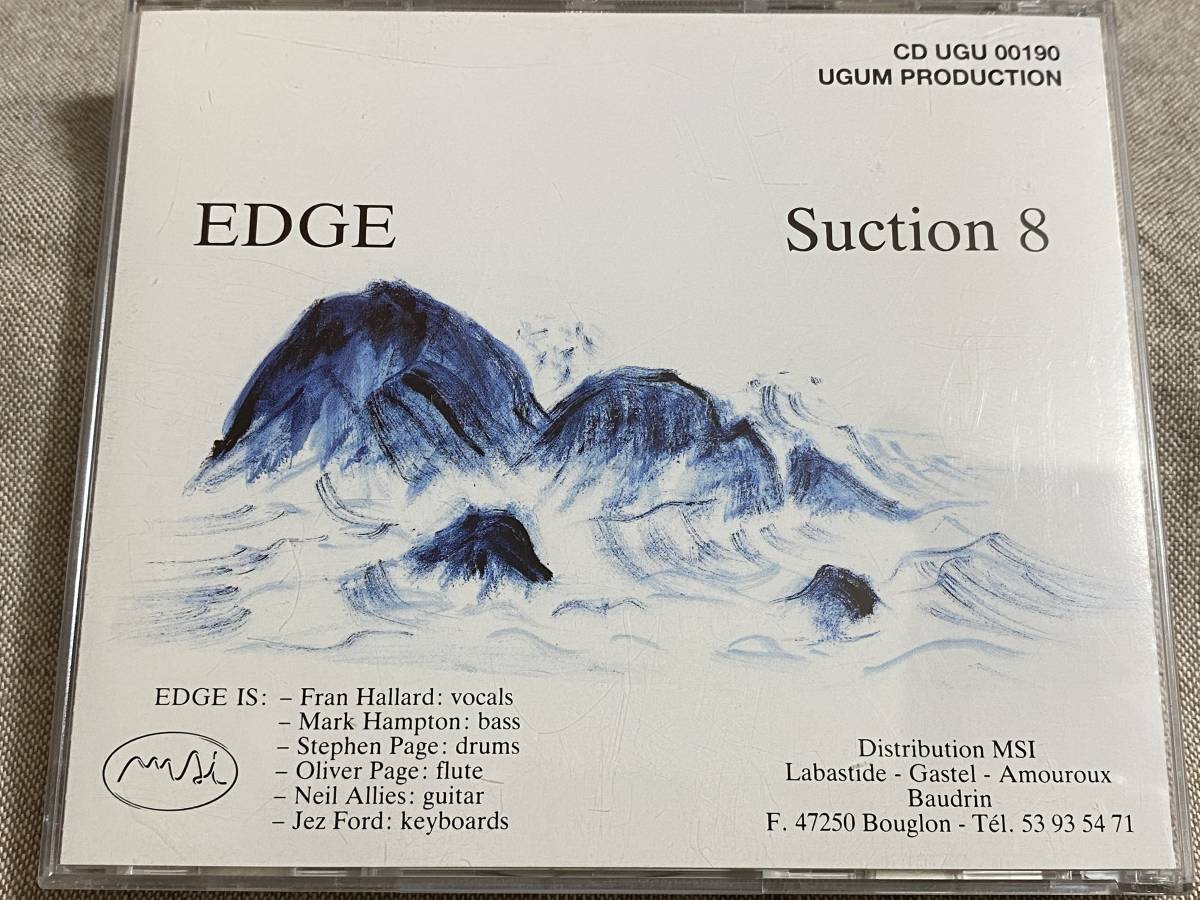 CD UGU 00190
UGUM PRODUCTION
EDGE
Suction 8
EDGE IS: – Fran Hallard: vocals
– Mark Hampton: bass
– Stephen Page: drums
– Oliver Page: flute
– Neil Allies: guitar
– Jez Ford: keyboards
msi
Distribution MSI
Labastide - Gastel - Amouroux
Baudrin
F. 47250 Bouglon - Tél. 53 93 54 71